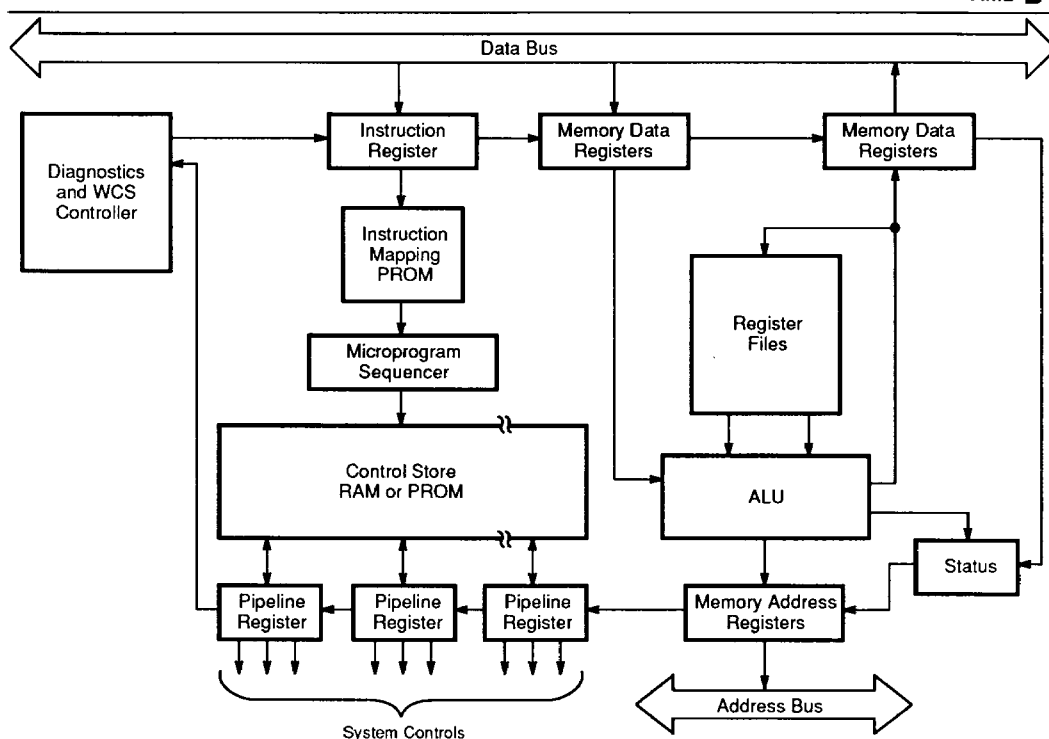 Data Bus
Instruction
Register
Memory Data
Registers
Memory Data
Registers
Diagnostics
and WCS
Controller
Instruction
Mapping
PROM
Register
Files
Microprogram
Sequencer
Control Store
RAM or PROM
ALU
Status
Pipeline
Register
Pipeline
Register
Pipeline
Register
Memory Address
Registers
Address Bus
System Controls